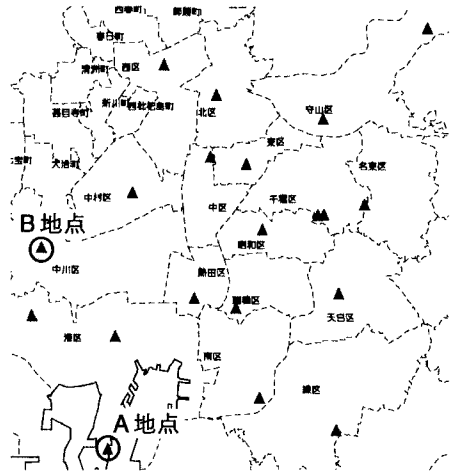 西春町
師勝町
春日町
清洲町
西区
新川町
西枇杷島町
甚目寺町
北区
守山区
東区
大治町
名東区
中村区
中区
千種区
B地点
昭和区
中川区
熱田区
瑞穂区
天白区
港区
南区
緑区
A地点